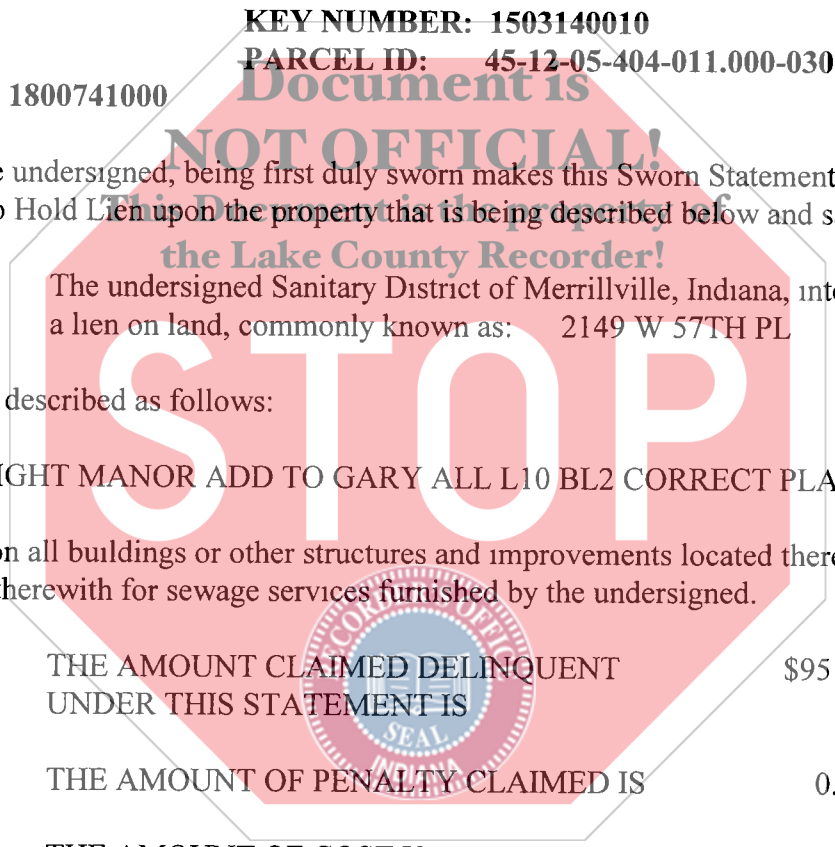 KEY NUMBER: 1503140010
PARCEL ID: 45-12-05-404-011.000-030
1800741000
Document is
NOT OFFICIAL!
undersigned, being first duly sworn makes this Sworn Statement
Hold Lien upon the property that is being described below and s
This Document is the property of
the Lake County Recorder!
The undersigned Sanitary District of Merrillville, Indiana, inte
a lien on land, commonly known as: 2149 W 57TH PL
STOP
described as follows:
IGHT MANOR ADD TO GARY ALL L10 BL2 CORRECT PLA
on all buildings or other structures and improvements located there
therewith for sewage services furnished by the undersigned.
RECORDER'S OFFICE
THE AMOUNT CLAIMED DELINQUENT $95
UNDER THIS STATEMENT IS
SEAL
INDIANA
THE AMOUNT OF PENALTY CLAIMED IS 0.